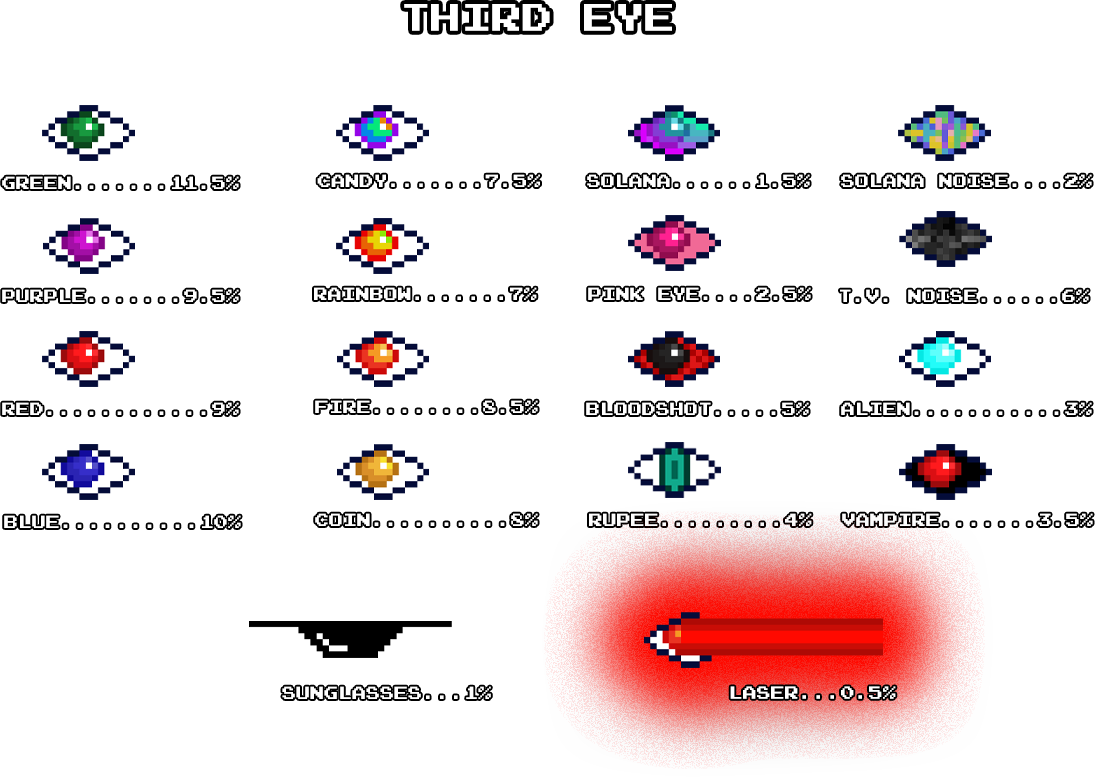 THIRD EYE
GREEN.......11.5%
CANDY.......7.5%
SOLANA......1.5%
SOLANA NOISE....2%
PURPLE.......9.5%
RAINBOW.......7%
PINK EYE....2.5%
T.V. NOISE......6%
RED............9%
FIRE........8.5%
BLOODSHOT.....5%
ALIEN...........3%
BLUE..........10%
COIN..........8%
RUPEE.........4%
VAMPIRE.......3.5%
SUNGLASSES...1%
LASER...0.5%